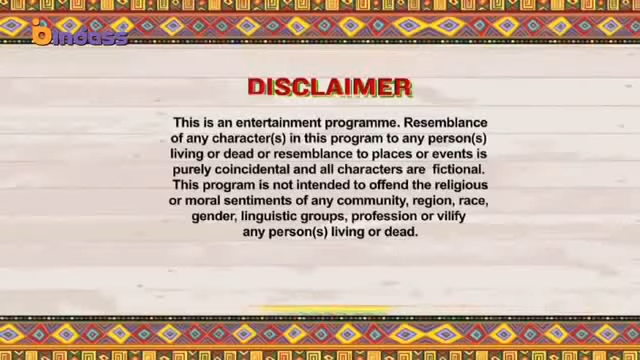 bindass
DISCLAIMER
This is an entertainment programme. Resemblance
of any character(s) in this program to any person(s)
living or dead or resemblance to places or events is
purely coincidental and all characters are fictional.
This program is not intended to offend the religious
or moral sentiments of any community, region, race,
gender, linguistic groups, profession or vilify
any person(s) living or dead.